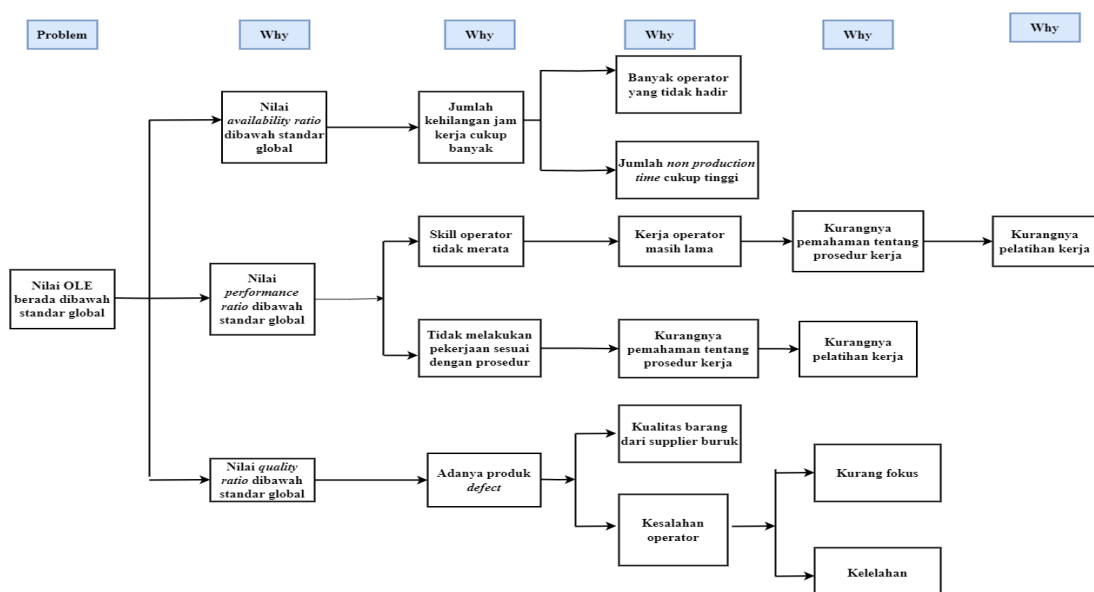 Problem
Why
Why
Why
Why
Why
Nilai
availability ratio
dibawah standar
global
Jumlah
kehilangan jam
kerja cukup
banyak
Banyak operator
yang tidak hadir
Jumlah non production
time cukup tinggi
Nilai OLE
berada dibawah
standar global
Nilai
performance
ratio dibawah
standar global
Skill operator
tidak merata
Kerja operator
masih lama
Kurangnya
pemahaman tentang
prosedur kerja
Kurangnya
pelatihan kerja
Tidak melakukan
pekerjaan sesuai
dengan prosedur
Kurangnya
pemahaman tentang
prosedur kerja
Kurangnya
pelatihan kerja
Nilai quality
ratio dibawah
standar global
Adanya produk
defect
Kualitas barang
dari supplier buruk
Kesalahan
operator
Kurang fokus
Kelelahan